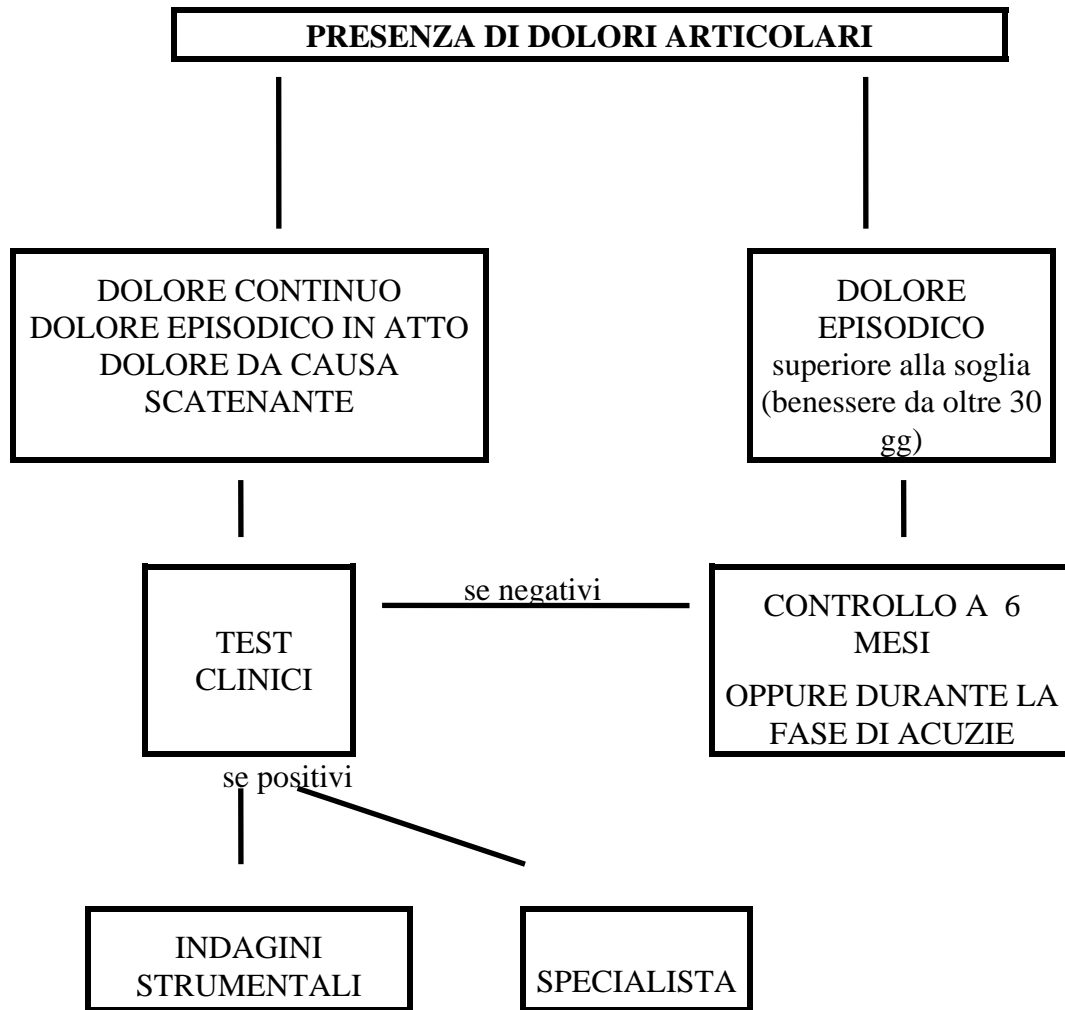 PRESENZA DI DOLORI ARTICOLARI
DOLORE CONTINUO
DOLORE EPISODICO IN ATTO
DOLORE DA CAUSA
SCATENANTE
DOLORE
EPISODICO
superiore alla soglia
(benessere da oltre 30
gg)
TEST
CLINICI
se negativi
CONTROLLO A 6
MESI
OPPURE DURANTE LA
FASE DI ACUZIE
se positivi
INDAGINI
STRUMENTALI
SPECIALISTA